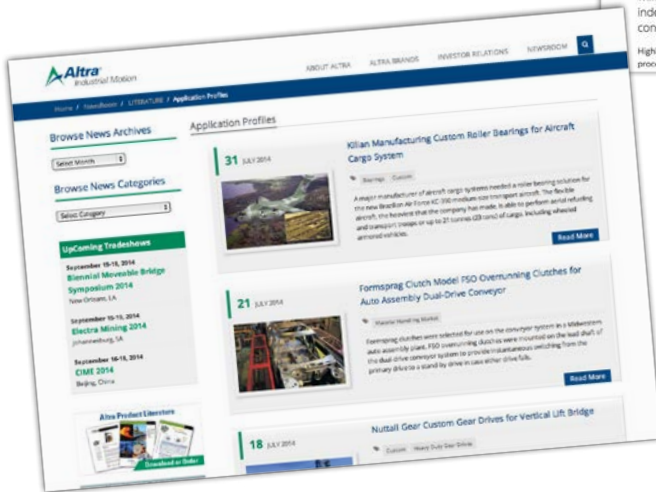 inde
con
Highl
proce
Altra
Industrial Motion
ABOUT ALTRA
ALTRA BRANDS
INVESTOR RELATIONS
NEWSROOM
Home / Newsroom / LITERATURE / Application Profiles
Browse News Archives
Select Month
Browse News Categories
Select Category
UpComing Tradeshows
September 15-18, 2014
Biennial Moveable Bridge
Symposium 2014
New Orleans, LA
September 15-19, 2014
Electra Mining 2014
Johannesburg, SA
September 16-18, 2014
CIME 2014
Beijing, China
Altra Product Literature
Download or Order
Application Profiles
31 JULY 2014
Kilian Manufacturing Custom Roller Bearings for Aircraft
Cargo System
Bearings Custom
A major manufacturer of aircraft cargo systems needed a roller bearing solution for
the new Brazilian Air Force KC-390 medium size transport aircraft. The flexible
aircraft, the heaviest that the company has made, is able to perform aerial refueling
and transport troops or up to 21 tonnes (23 tons) of cargo, including wheeled
armored vehicles.
Read More
21 JULY 2014
Formsprag Clutch Model FSO Overrunning Clutches for
Auto Assembly Dual-Drive Conveyor
Material Handling Market
Formsprag clutches were selected for use on the conveyor system in a Midwestern
auto assembly plant. FSO overrunning clutches were mounted on the lead shaft of
the dual-drive conveyor system to provide instantaneous switching from the
primary drive to a stand-by drive in case either drive fails.
Read More
18 JULY 2014
Nuttall Gear Custom Gear Drives for Vertical Lift Bridge
Custom Heavy Duty Gear Drives